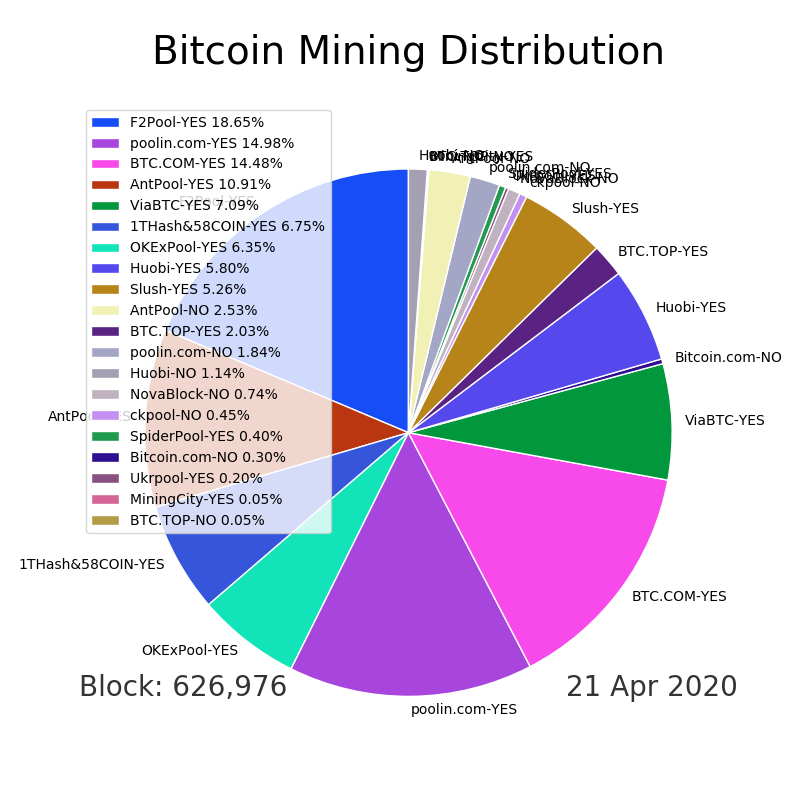 Bitcoin Mining Distribution
F2Pool-YES 18.65%
poolin.com-YES 14.98%
BTC.COM-YES 14.48%
AntPool-YES 10.91%
ViaBTC-YES 7.09%
1THash&58COIN-YES 6.75%
OKExPool-YES 6.35%
Huobi-YES 5.80%
Slush-YES 5.26%
AntPool-NO 2.53%
BTC.TOP-YES 2.03%
poolin.com-NO 1.84%
Huobi-NO 1.14%
NovaBlock-NO 0.74%
ckpool-NO 0.45%
SpiderPool-YES 0.40%
Bitcoin.com-NO 0.30%
Ukrpool-YES 0.20%
MiningCity-YES 0.05%
BTC.TOP-NO 0.05%
poolin.com-NO
ckpool-NO
Slush-YES
BTC.TOP-YES
Huobi-YES
Bitcoin.com-NO
ViaBTC-YES
BTC.COM-YES
poolin.com-YES
OKExPool-YES
1THash&58COIN-YES
Block: 626,976
21 Apr 2020